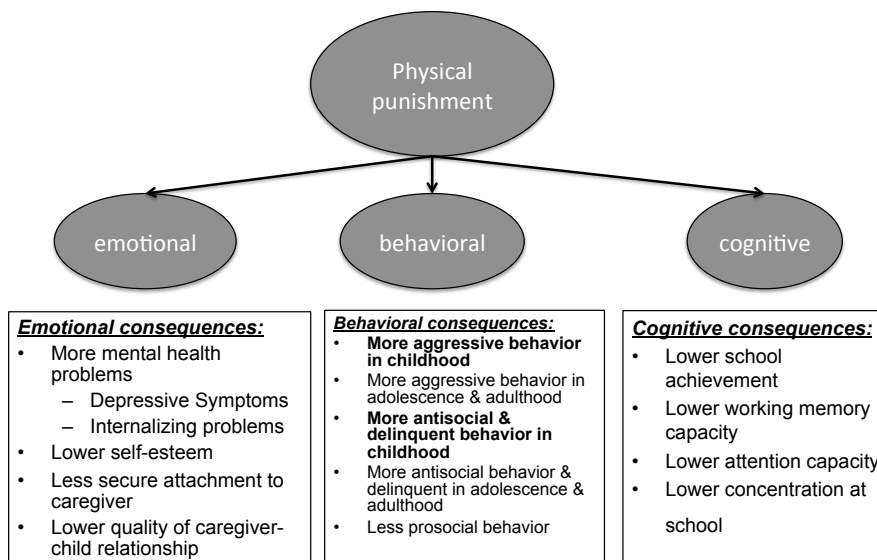 Physical
punishment
emotional
behavioral
cognitive
Emotional consequences:
• More mental health
problems
– Depressive Symptoms
– Internalizing problems
• Lower self-esteem
• Less secure attachment to
caregiver
• Lower quality of caregiver-
child relationship
Behavioral consequences:
• More aggressive behavior
in childhood
• More aggressive behavior in
adolescence & adulthood
• More antisocial &
delinquent behavior in
childhood
• More antisocial behavior &
delinquent in adolescence &
adulthood
• Less prosocial behavior
Cognitive consequences:
• Lower school
achievement
• Lower working memory
capacity
• Lower attention capacity
• Lower concentration at
school